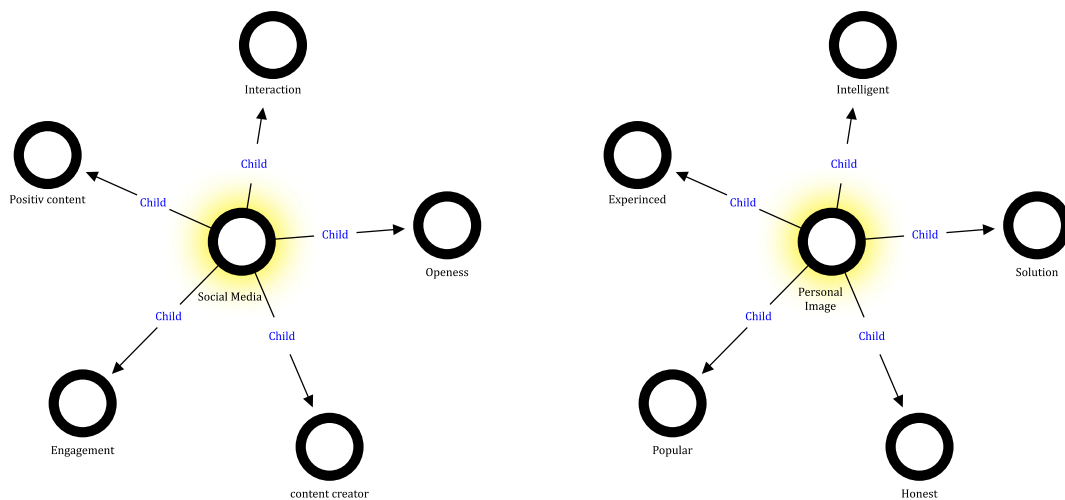 Interaction
Child
Positiv content
Child
Child
Openess
Social Media
Child
Child
Engagement
content creator
Intelligent
Child
Experinced
Child
Child
Solution
Personal
Image
Child
Child
Popular
Honest